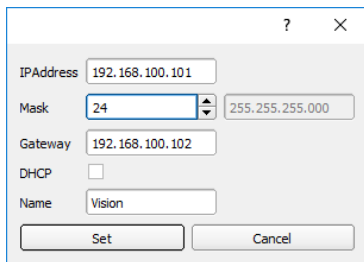 ?
IPAddress 192.168.100.101
Mask 24 255.255.255.000
Gateway 192.168.100.102
DHCP
Name Vision
Set Cancel